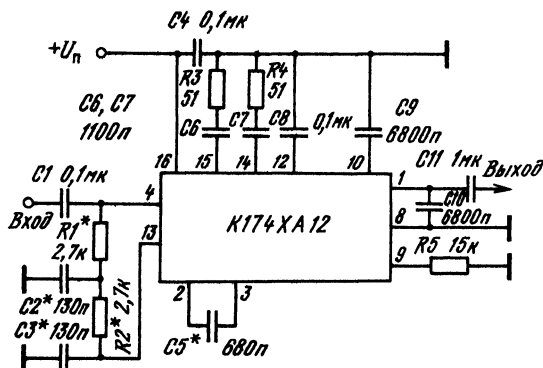 C4 0,1мк
+Uп
R3 51
R4 51
C6, C7
1100п
C6
C7
C8
0,1мк
C9
6800п
16
15
14
12
10
C11 1мк
Выход
C1 0,1мк
Вход
4
1
C10
6800п
R1*
2,7к
13
К174ХА12
8
9
R5 15к
C2* 130п
C3* 130п
R2* 2,7к
2
3
C5* 680п